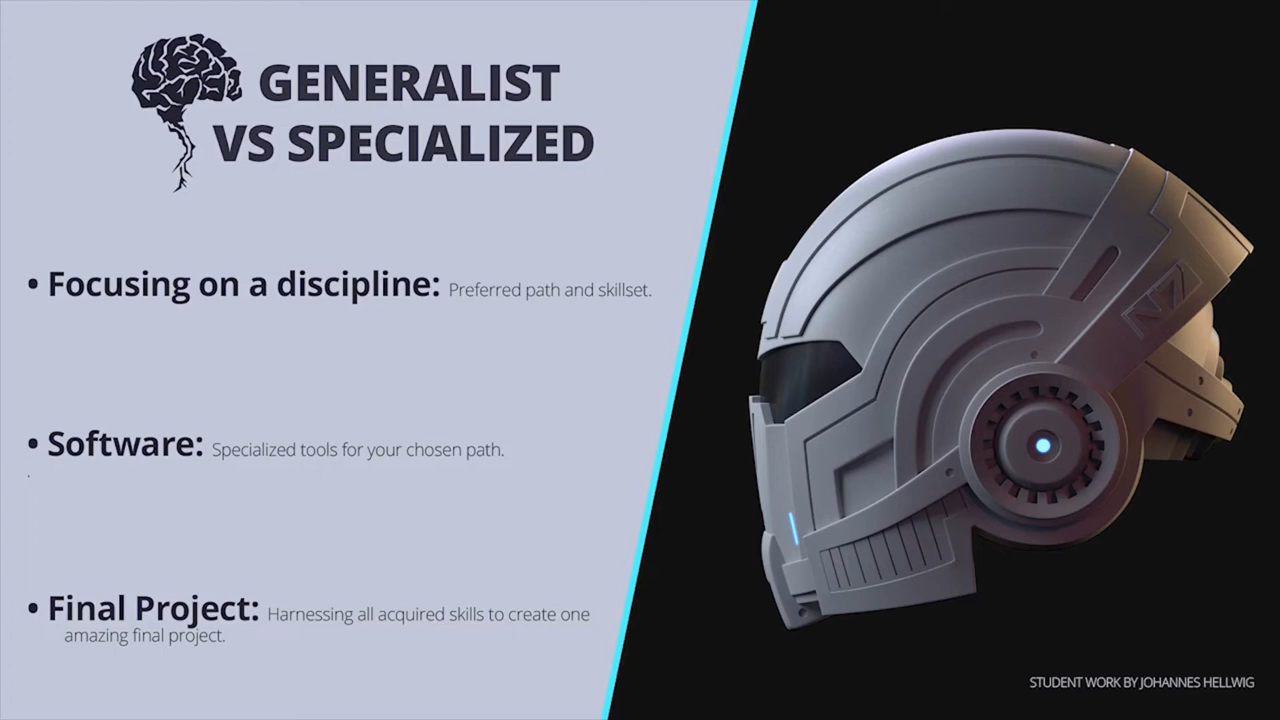 GENERALIST
VS SPECIALIZED
• Focusing on a discipline: Preferred path and skillset.
• Software: Specialized tools for your chosen path.
.
• Final Project: Harnessing all acquired skills to create one
amazing final project.
N7
STUDENT WORK BY JOHANNES HELLWIG